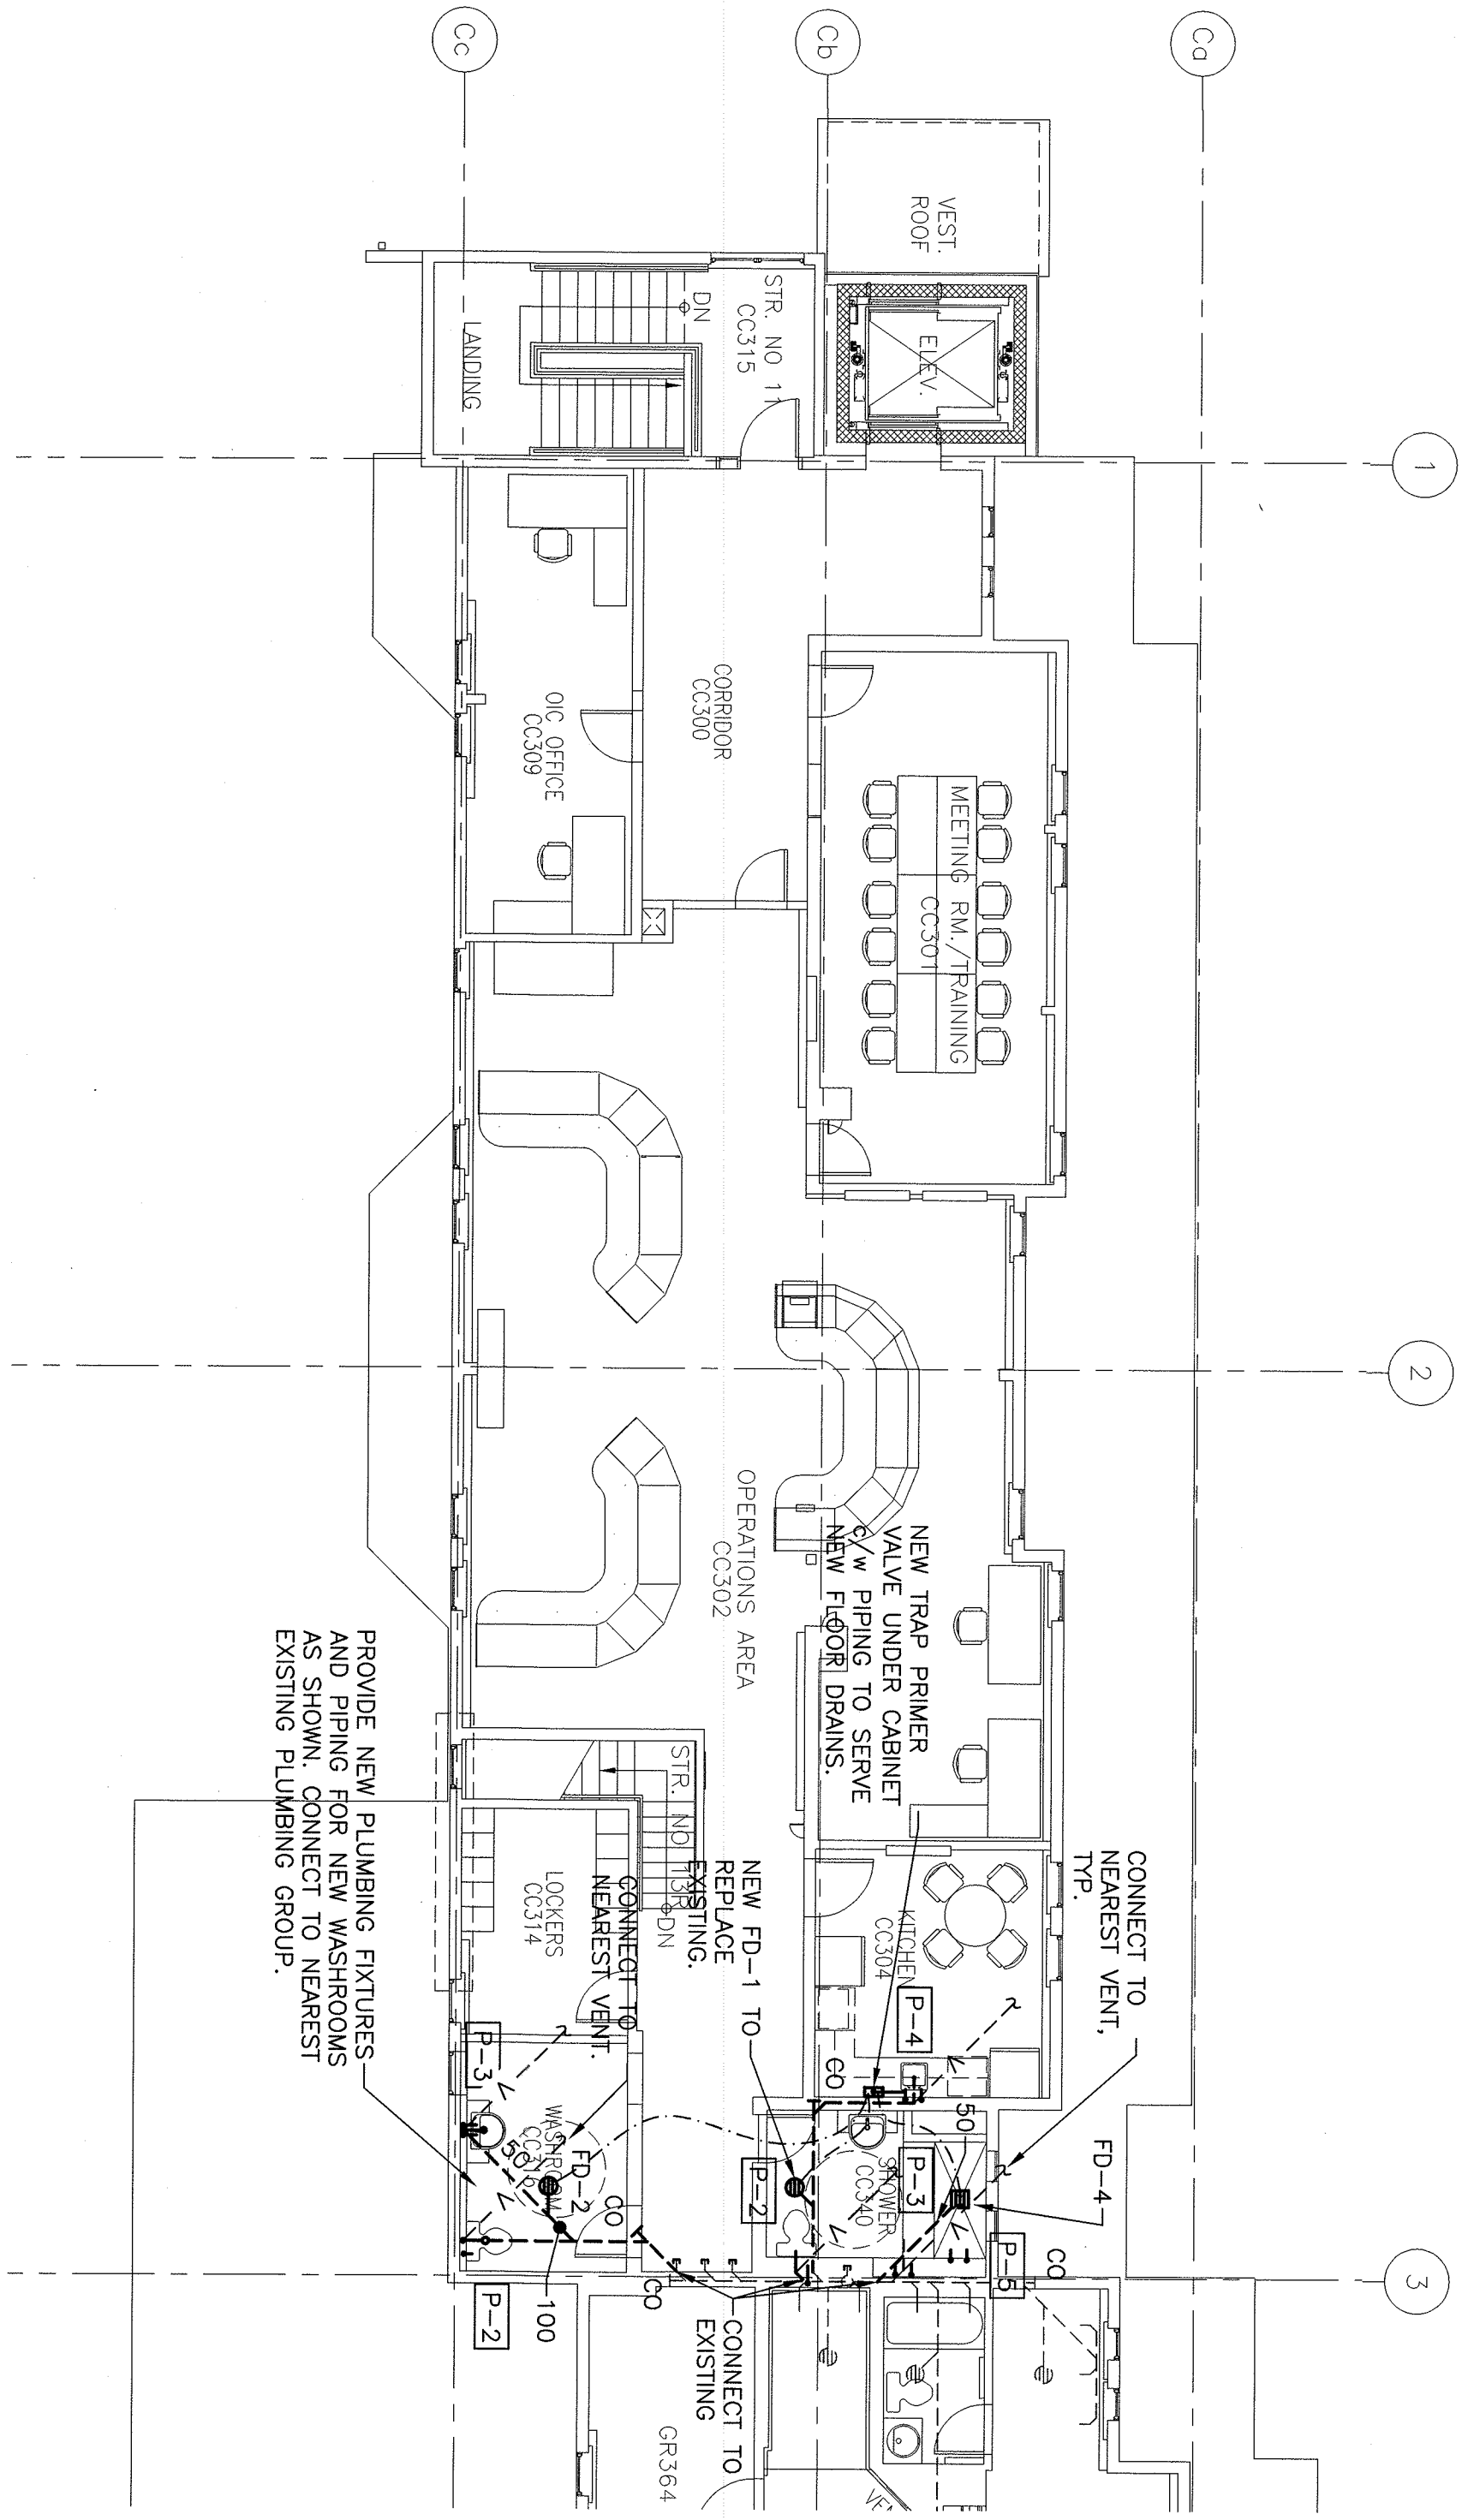 Cc
Cb
Ca
1
2
3
VEST.
ROOF
ELEV.
STR. NO 11
CC315
DN
LANDING
CORRIDOR
CC300
OIC OFFICE
CC309
MEETING RM./TRAINING
CC301
OPERATIONS AREA
CC302
NEW TRAP PRIMER
VALVE UNDER CABINET
c/w PIPING TO SERVE
NEW FLOOR DRAINS.
CONNECT TO
NEAREST VENT,
TYP.
KITCHEN
CC304
P-4
CO
50
FD-4
P-3
SHOWER
CC340
P-2
P-5
CO
NEW FD-1 TO
REPLACE
EXISTING.
STR. NO 13R
DN
CONNECT TO
NEAREST VENT.
LOCKERS
CC314
P-3
WASHROOM
CC316
50
FD-2
CO
100
P-2
CO
CONNECT TO
EXISTING
GR364
PROVIDE NEW PLUMBING FIXTURES
AND PIPING FOR NEW WASHROOMS
AS SHOWN. CONNECT TO NEAREST
EXISTING PLUMBING GROUP.